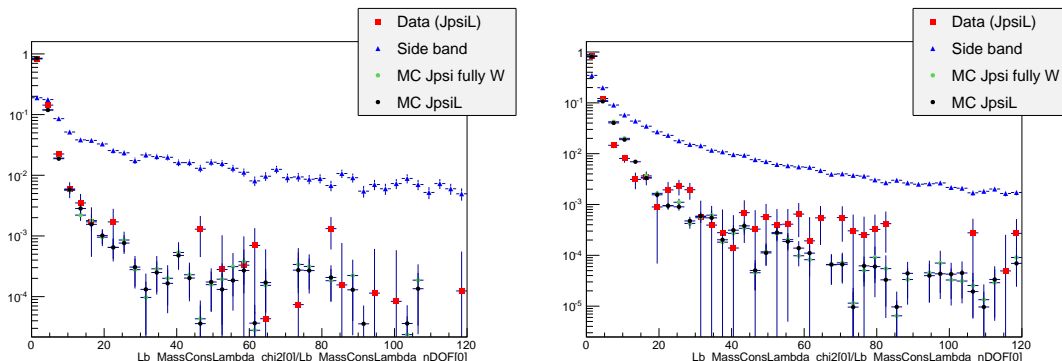 Data (JpsiL)
Side band
MC Jpsi fully W
MC JpsiL
1
10⁻¹
10⁻²
10⁻³
10⁻⁴
0 20 40 60 80 100 120
Lb_MassConsLambda_chi2[0]/Lb_MassConsLambda_nDOF[0]
Data (JpsiL)
Side band
MC Jpsi fully W
MC JpsiL
1
10⁻¹
10⁻²
10⁻³
10⁻⁴
10⁻⁵
0 20 40 60 80 100 120
Lb_MassConsLambda_chi2[0]/Lb_MassConsLambda_nDOF[0]